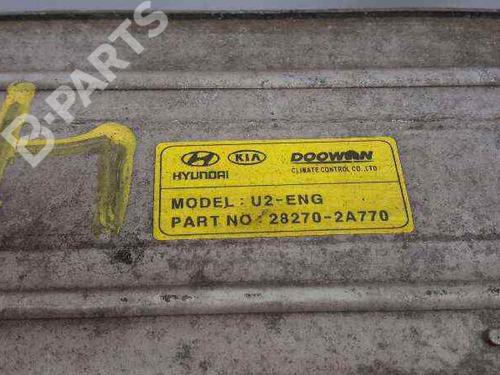 B-PARTS
HYUNDAI
KIA
DOOWON
CLIMATE CONTROL CO., LTD.
MODEL : U2-ENG
PART NO : 28270-2A770